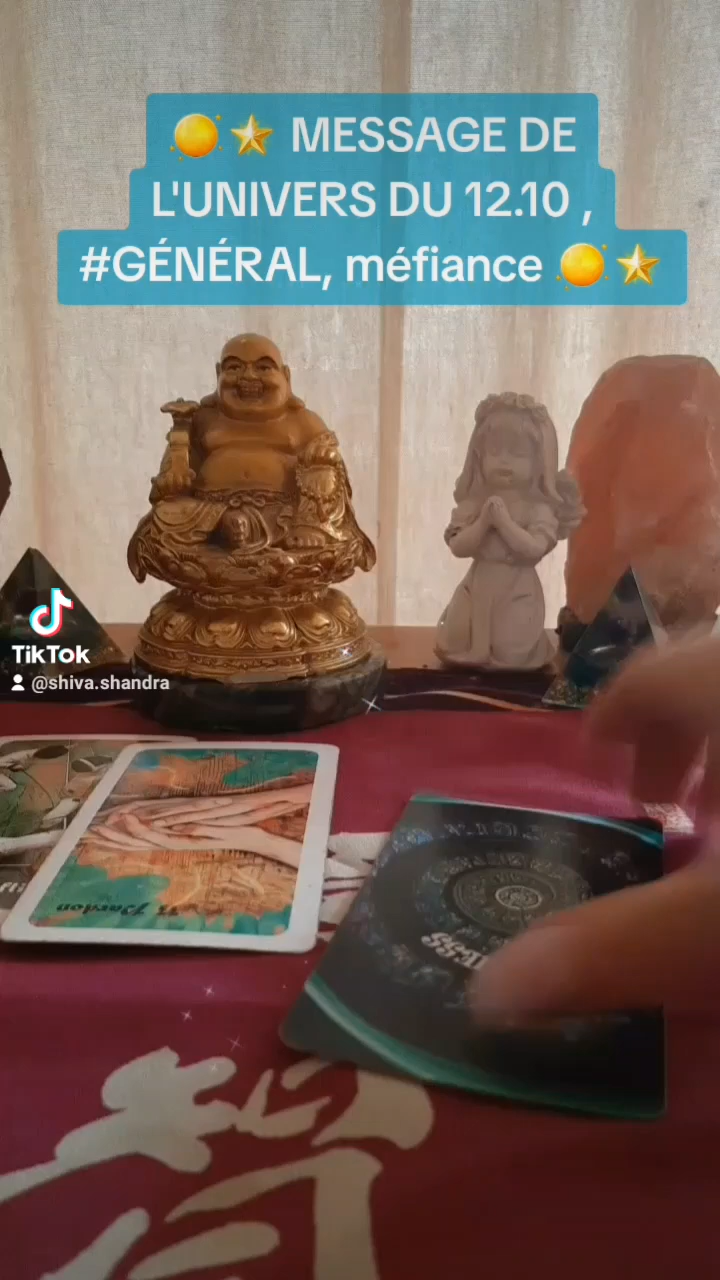 MESSAGE DE
L'UNIVERS DU 12.10 ,
#GÉNÉRAL, méfiance
TikTok
@shiva.shandra
Pardon